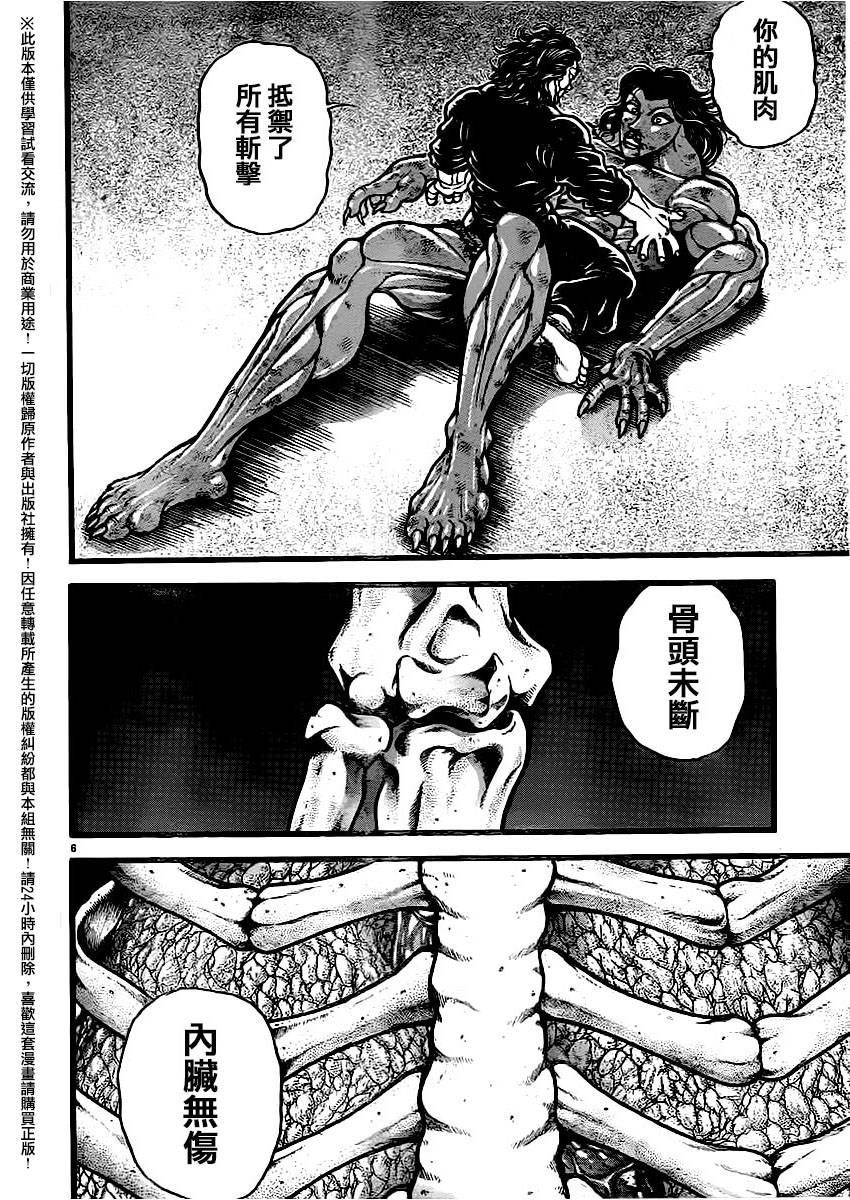 你的肌肉
抵禦了
所有斬擊
骨頭未斷
6
內臟無傷
※此版本僅供學習試看交流，請勿用於商業用途！一切版權歸原作者與出版社擁有！因任意轉載所產生的版權糾紛都與本組無關！請24小時內刪除，喜歡這套漫畫請購買正版！